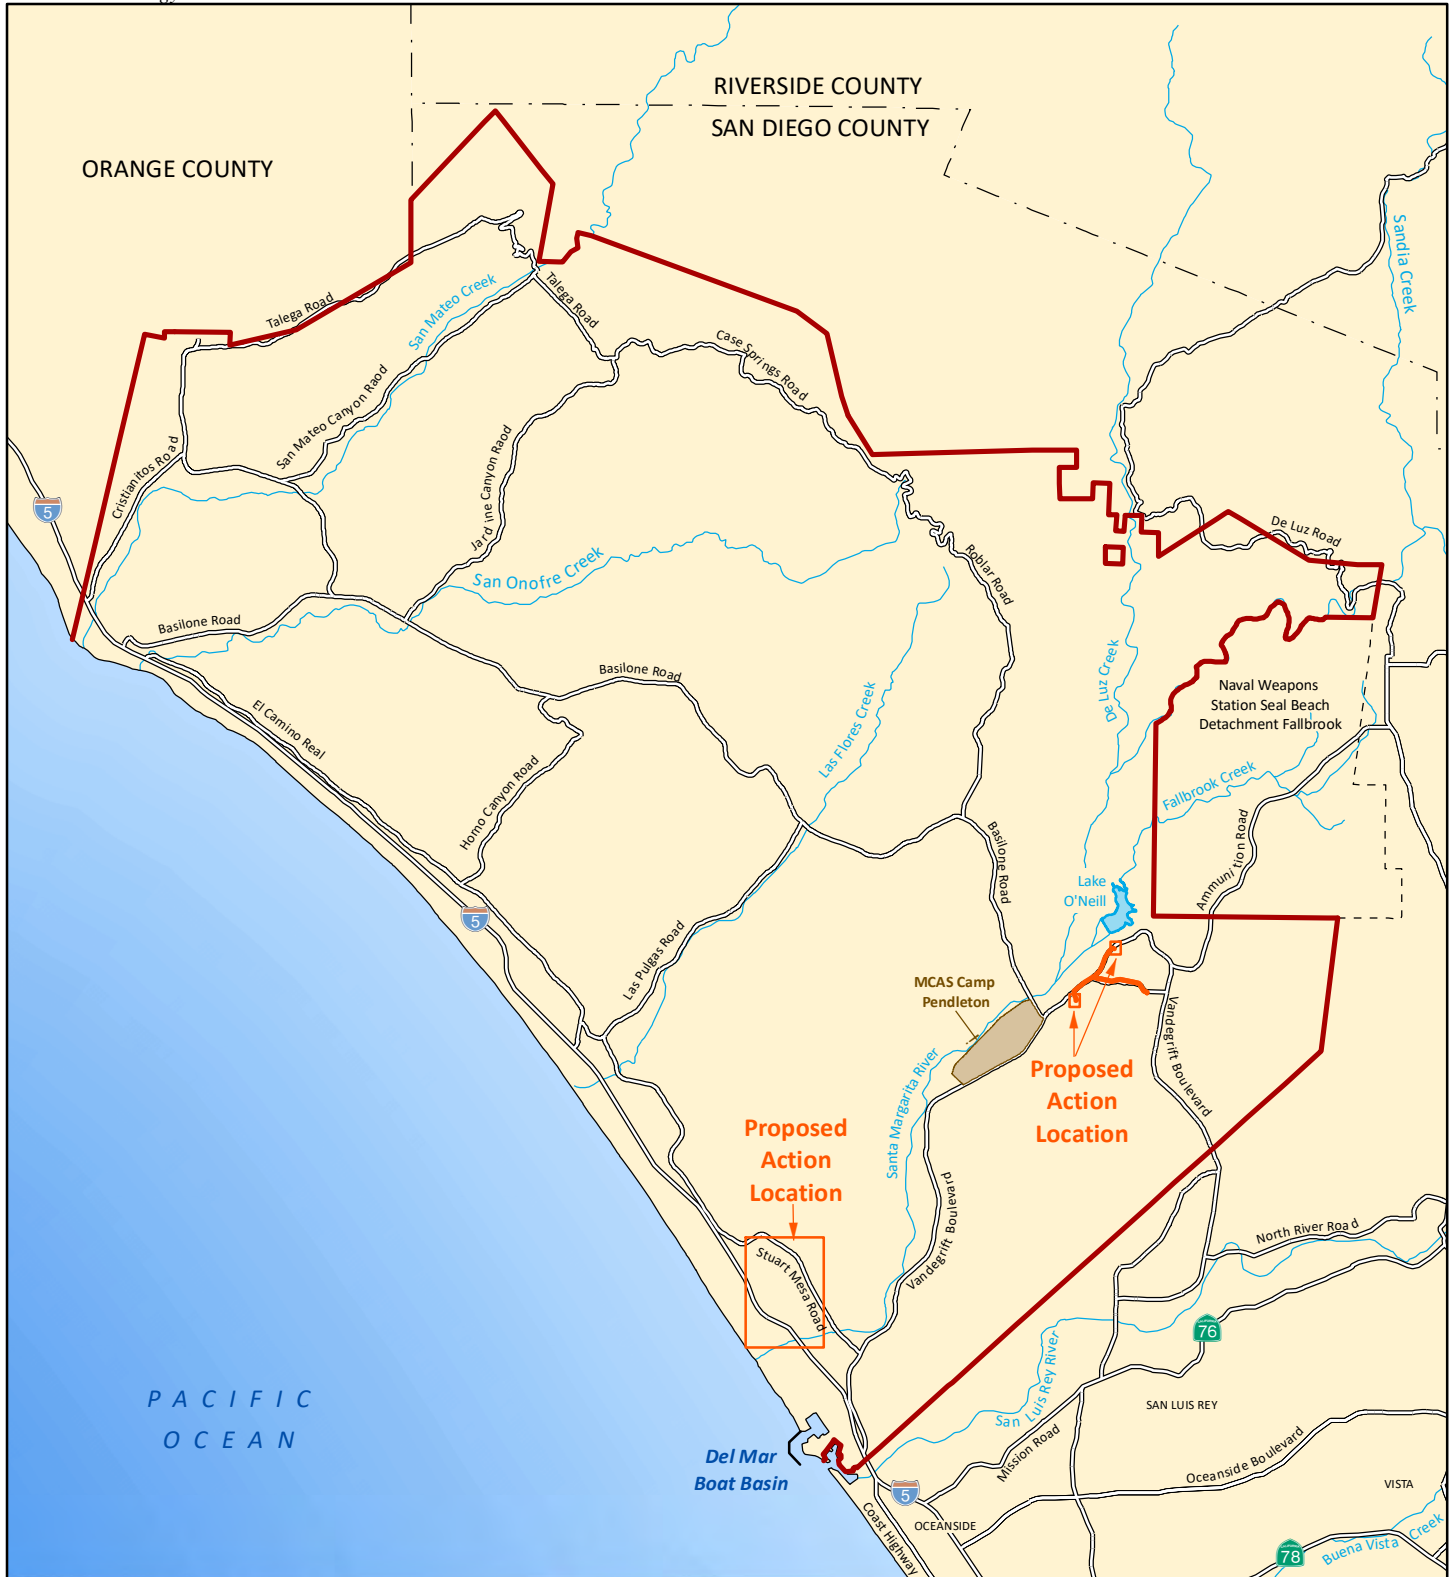 RIVERSIDE COUNTY
SAN DIEGO COUNTY
ORANGE COUNTY
Sandia Creek
Talega Road
San Mateo Creek
Talega Road
Case Springs Road
San Mateo Canyon Raod
Cristianitos Road
Jardine Canyon Raod
5
De Luz Road
San Onofre Creek
Roblar Road
Basilone Road
Basilone Road
De Luz Creek
Naval Weapons
Station Seal Beach
Detachment Fallbrook
El Camino Real
Las Flores Creek
Horno Canyon Road
Fallbrook Creek
Ammunition Road
Basilone Road
Lake
O'Neill
5
Las Pulgas Road
MCAS Camp
Pendleton
Vandegrift Boulevard
Santa Margarita River
Proposed
Action
Location
Proposed
Action
Location
Vandegrift Boulevard
North River Road
Stuart Mesa Road
76
San Luis Rey River
SAN LUIS REY
PACIFIC
OCEAN
Mission Road
Oceanside Boulevard
Del Mar
Boat Basin
VISTA
5
Coast Highway
OCEANSIDE
Buena Vista Creek
78